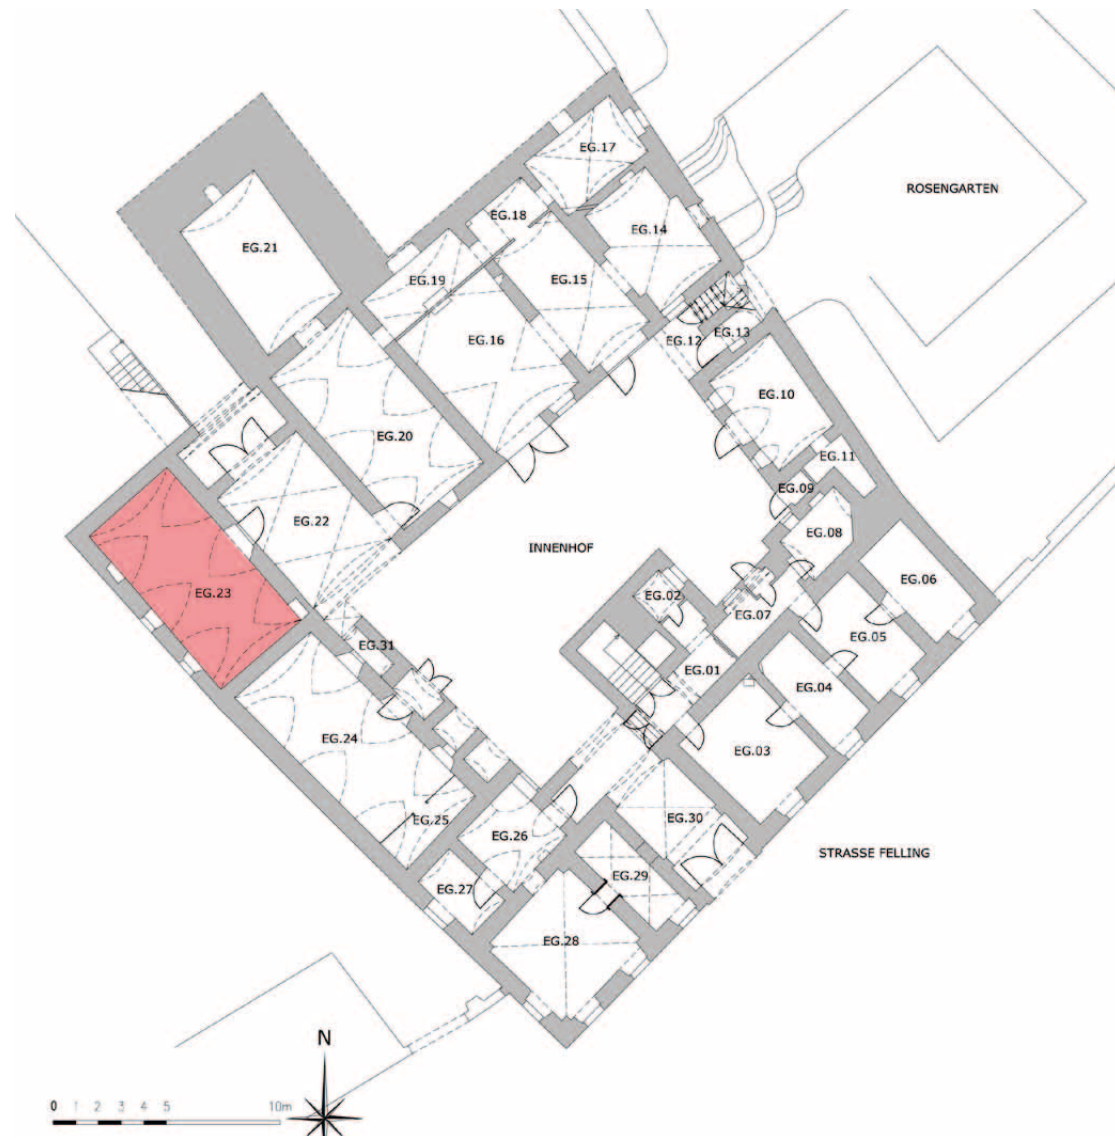 EG.17
ROSENGARTEN
EG.18
EG.14
EG.21
EG.19
EG.15
EG.12
EG.13
EG.16
EG.10
EG.20
EG.11
EG.09
EG.22
EG.08
INNENHOF
EG.06
EG.23
EG.02
EG.07
EG.05
EG.31
EG.01
EG.04
EG.24
EG.03
EG.25
EG.30
EG.26
STRASSE FELLING
EG.29
EG.27
EG.28
N
0 1 2 3 4 5 10m